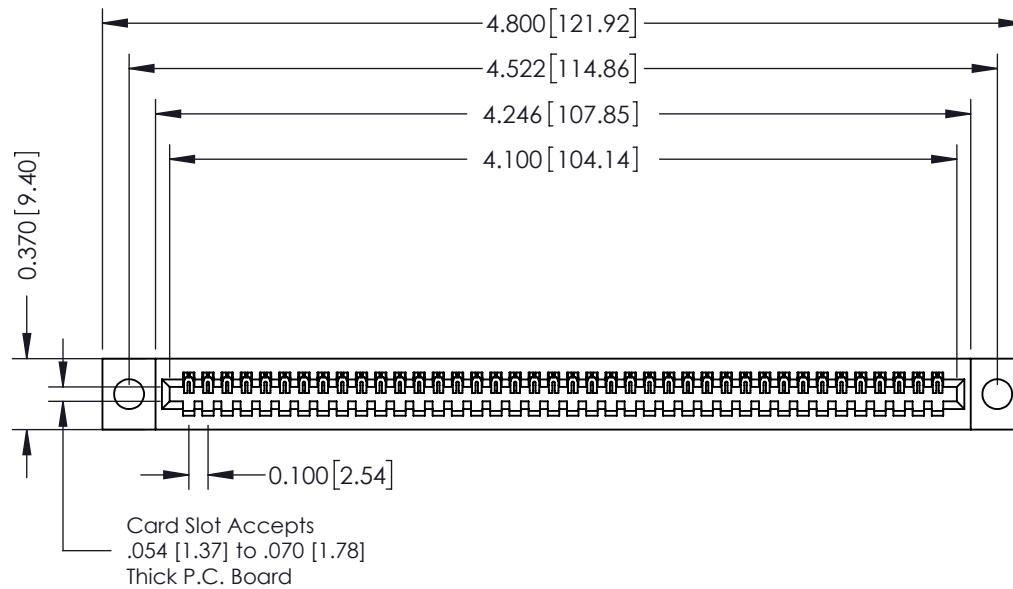 4.800[121.92]
4.522[114.86]
4.246[107.85]
4.100[104.14]
0.370[9.40]
0.100[2.54]
Card Slot Accepts
.054 [1.37] to .070 [1.78]
Thick P.C. Board